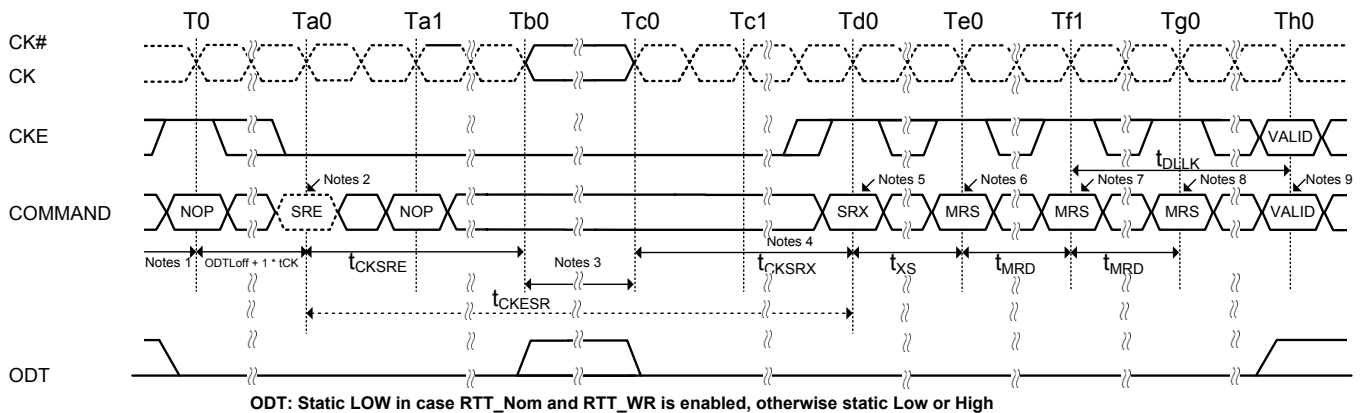 T0 Ta0 Ta1 Tb0 Tc0 Tc1 Td0 Te0 Tf1 Tg0 Th0
CK#
CK
CKE
VALID
tDLLK
Notes 2 Notes 5 Notes 6 Notes 7 Notes 8 Notes 9
COMMAND NOP SRE NOP SRX MRS MRS MRS VALID
Notes 1 ODTLoff + 1 * tCK tCKSRE Notes 3 Notes 4 tCKSRX tXS tMRD tMRD
tCKESR
ODT
ODT: Static LOW in case RTT_Nom and RTT_WR is enabled, otherwise static Low or High